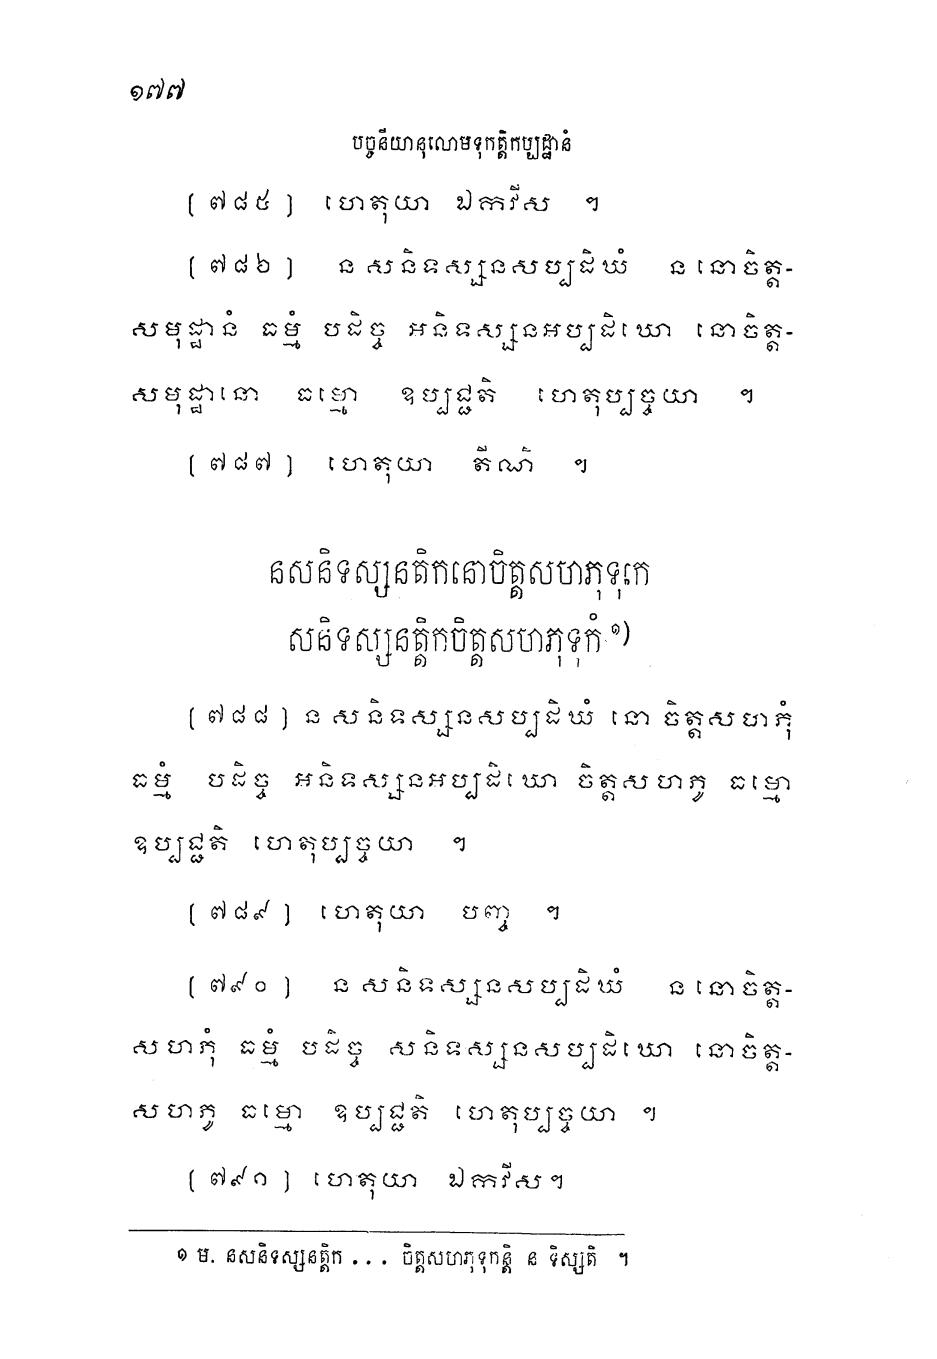 ១៧៧
បច្ចនីយានុលោមទុកត្តិកប្បដ្ឋានំ
[ ៧៨៥ ] ហេតុយា ឯកវីស ។
[ ៧៨៦ ] ន សនិទស្សនសប្បដិឃំ ន នោចិត្ត-
សមុដ្ឋានំ ធម្មំ បដិច្ច អនិទស្សនអប្បដិឃោ នោចិត្ត-
សមុដ្ឋានោ ធម្មោ ឧប្បជ្ជតិ ហេតុប្បច្ចយា ។
[ ៧៨៧ ] ហេតុយា តីណិ ។
នសនិទស្សនតិកនោចិត្តសហភុទុកេ
សនិទស្សនត្តិកចិត្តសហភុទុកំ ១)
[ ៧៨៨ ] ន សនិទស្សនសប្បដិឃំ នោ ចិត្តសហភុំ
ធម្មំ បដិច្ច អនិទស្សនអប្បដិឃោ ចិត្តសហភូ ធម្មោ
ឧប្បជ្ជតិ ហេតុប្បច្ចយា ។
[ ៧៨៩ ] ហេតុយា បញ្ច ។
[ ៧៩០ ] ន សនិទស្សនសប្បដិឃំ ន នោចិត្ត-
សហភុំ ធម្មំ បដិច្ច សនិទស្សនសប្បដិឃោ នោចិត្ត-
សហភូ ធម្មោ ឧប្បជ្ជតិ ហេតុប្បច្ចយា ។
[ ៧៩១ ] ហេតុយា ឯកវីស ។
១ ម. នសនិទស្សនត្តិក ... ចិត្តសហភុទុកន្តិ ន ទិស្សតិ ។